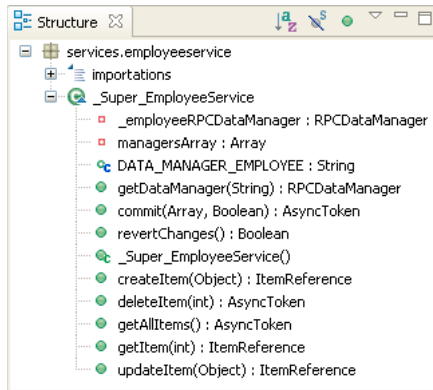 Structure
services.employeeservice
importations
_Super_EmployeeService
_employeeRPCDataManager : RPCDataManager
managersArray : Array
DATA_MANAGER_EMPLOYEE : String
getDataManager(String) : RPCDataManager
commit(Array, Boolean) : AsyncToken
revertChanges() : Boolean
_Super_EmployeeService()
createItem(Object) : ItemReference
deleteItem(int) : AsyncToken
getAllItems() : AsyncToken
getItem(int) : ItemReference
updateItem(Object) : ItemReference